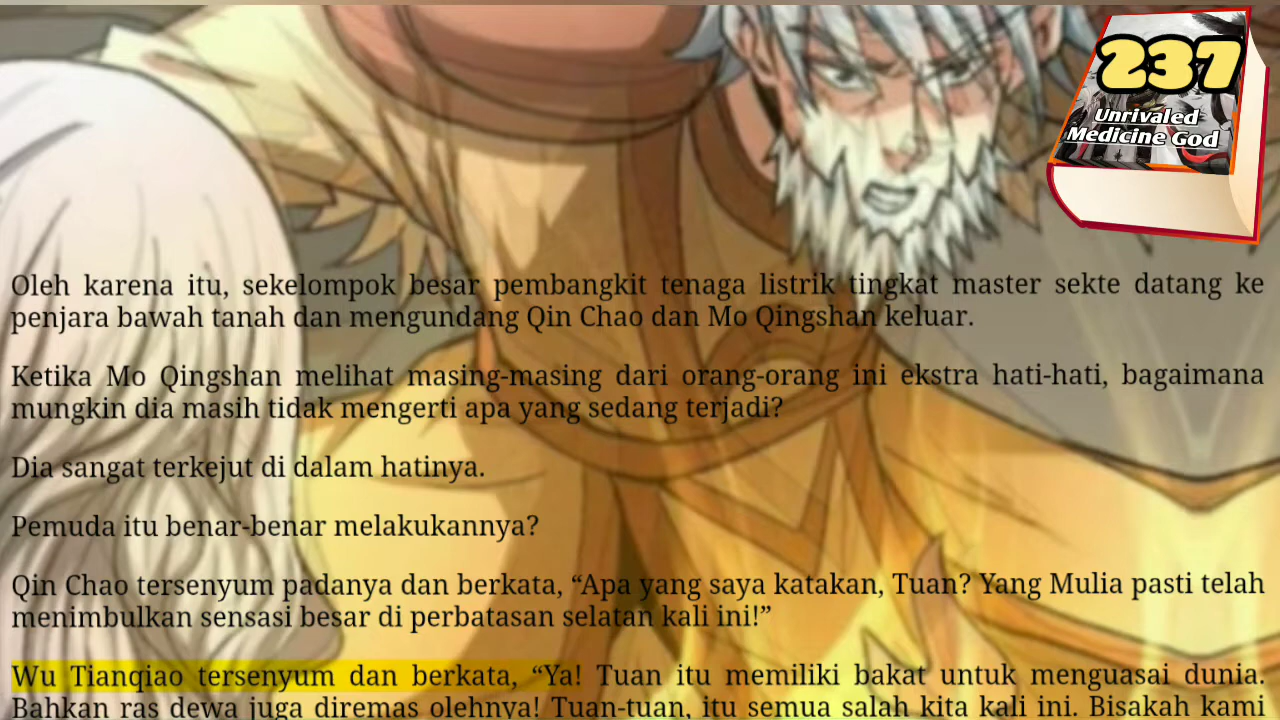 237
Unrivaled
Medicine God
Oleh karena itu, sekelompok besar pembangkit tenaga listrik tingkat master sekte datang ke
penjara bawah tanah dan mengundang Qin Chao dan Mo Qingshan keluar.
Ketika Mo Qingshan melihat masing-masing dari orang-orang ini ekstra hati-hati, bagaimana
mungkin dia masih tidak mengerti apa yang sedang terjadi?
Dia sangat terkejut di dalam hatinya.
Pemuda itu benar-benar melakukannya?
Qin Chao tersenyum padanya dan berkata, “Apa yang saya katakan, Tuan? Yang Mulia pasti telah
menimbulkan sensasi besar di perbatasan selatan kali ini!”
Wu Tianqiao tersenyum dan berkata, “Ya! Tuan itu memiliki bakat untuk menguasai dunia.
Bahkan ras dewa juga diremas olehnya! Tuan-tuan, itu semua salah kita kali ini. Bisakah kami